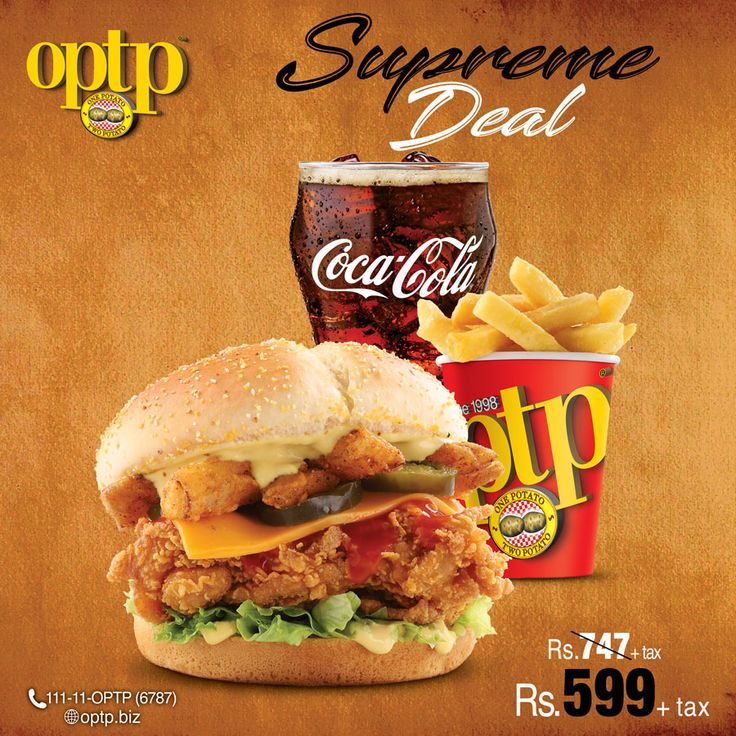 optp
ONE POTATO
TWO POTATO
Supreme
Deal
Coca-Cola
1998
ptp
ONE POTATO
TWO POTATO
Rs.747+ tax
Rs.599+ tax
111-11-OPTP (6787)
optp.biz